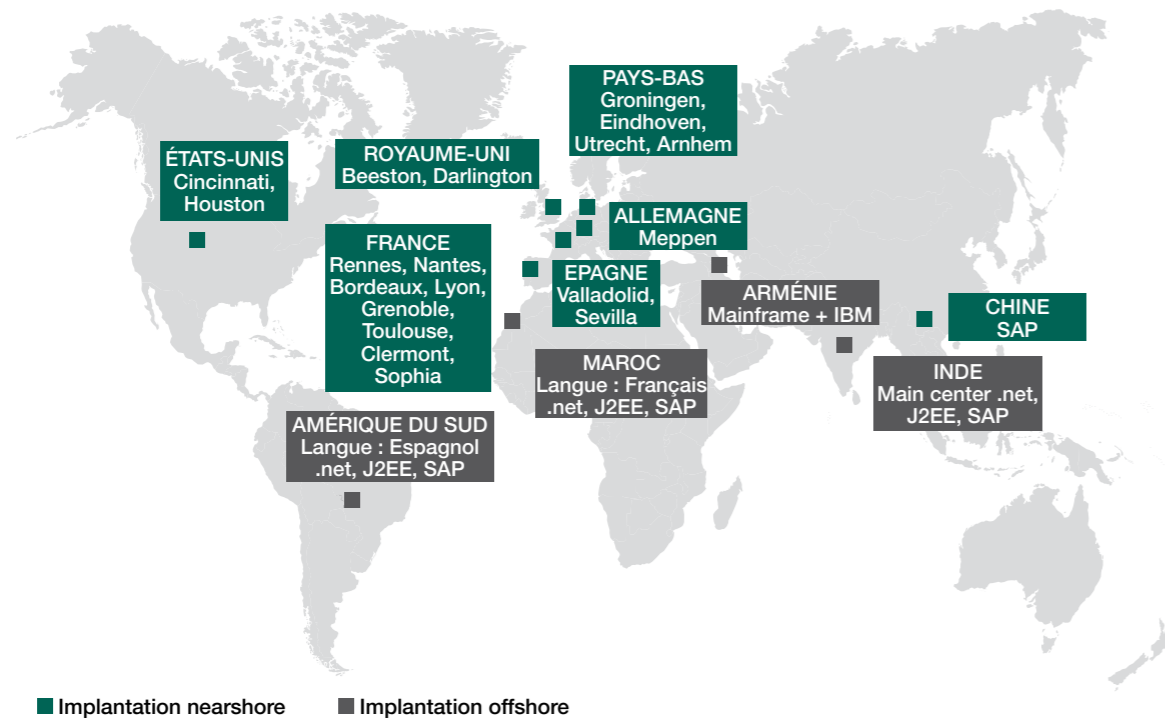 PAYS-BAS
Groningen,
Eindhoven,
Utrecht, Arnhem
ROYAUME-UNI
Beeston, Darlington
ÉTATS-UNIS
Cincinnati,
Houston
ALLEMAGNE
Meppen
FRANCE
Rennes, Nantes,
Bordeaux, Lyon,
Grenoble,
Toulouse,
Clermont,
Sophia
EPAGNE
Valladolid,
Sevilla
ARMÉNIE
Mainframe + IBM
CHINE
SAP
MAROC
Langue : Français
.net, J2EE, SAP
INDE
Main center .net,
J2EE, SAP
AMÉRIQUE DU SUD
Langue : Espagnol
.net, J2EE, SAP
Implantation nearshore
Implantation offshore